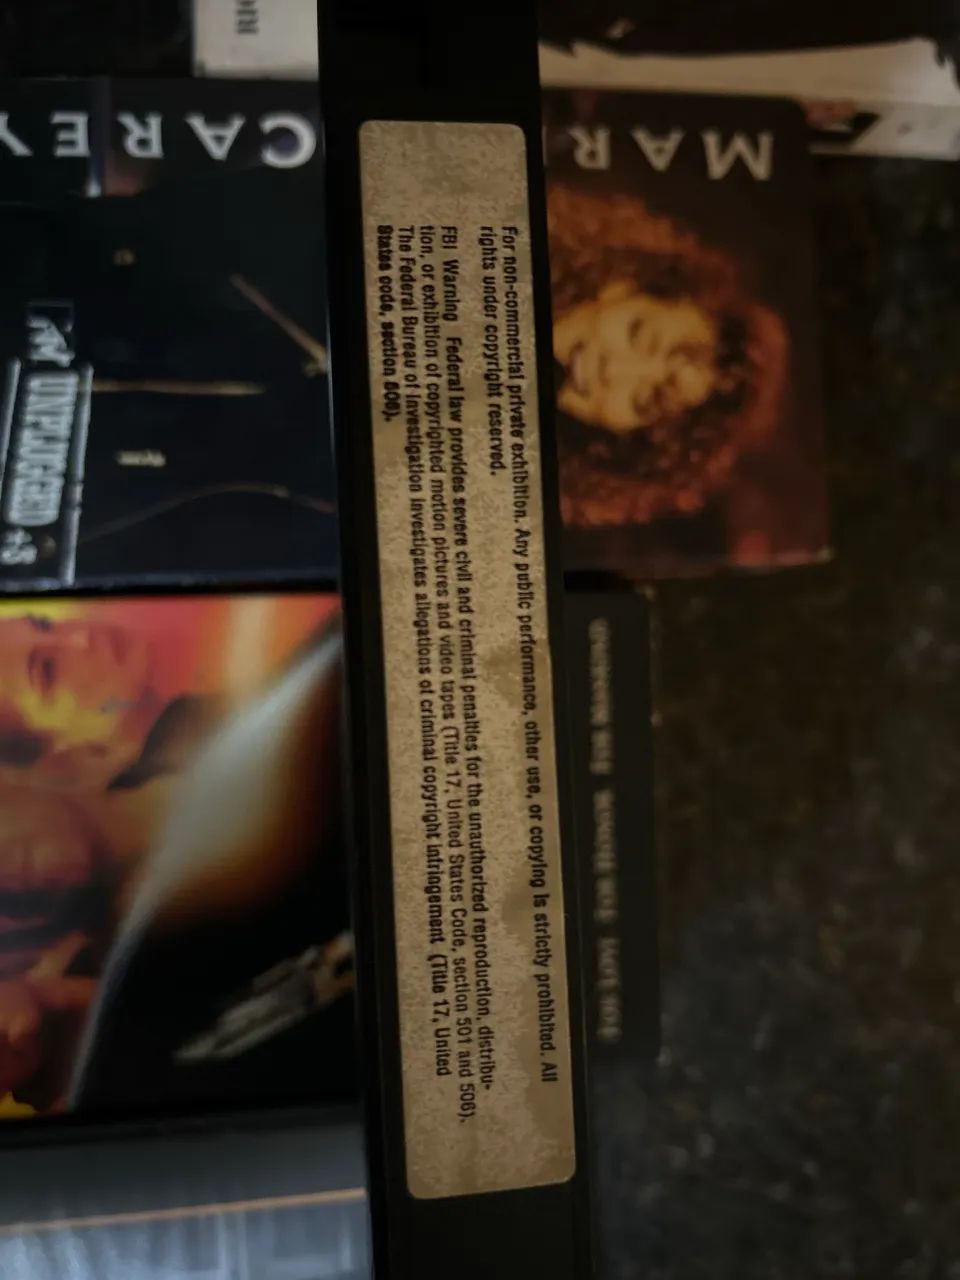 For non-commercial private exhibition. Any public performance, other use, or copying is strictly prohibited. All
rights under copyright reserved.
FBI Warning Federal law provides severe civil and criminal penalties for the unauthorized reproduction, distribu-
tion, or exhibition of copyrighted motion pictures and video tapes (Title 17, United States Code, section 501 and 506).
The Federal Bureau of Investigation investigates allegations of criminal copyright infringement (Title 17, United
States code, section 506).
MAR
CAREY
UNPLUGGED +3